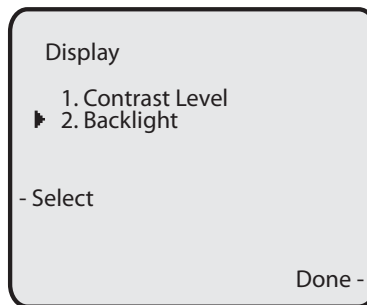 Display
1. Contrast Level
2. Backlight
- Select
Done -